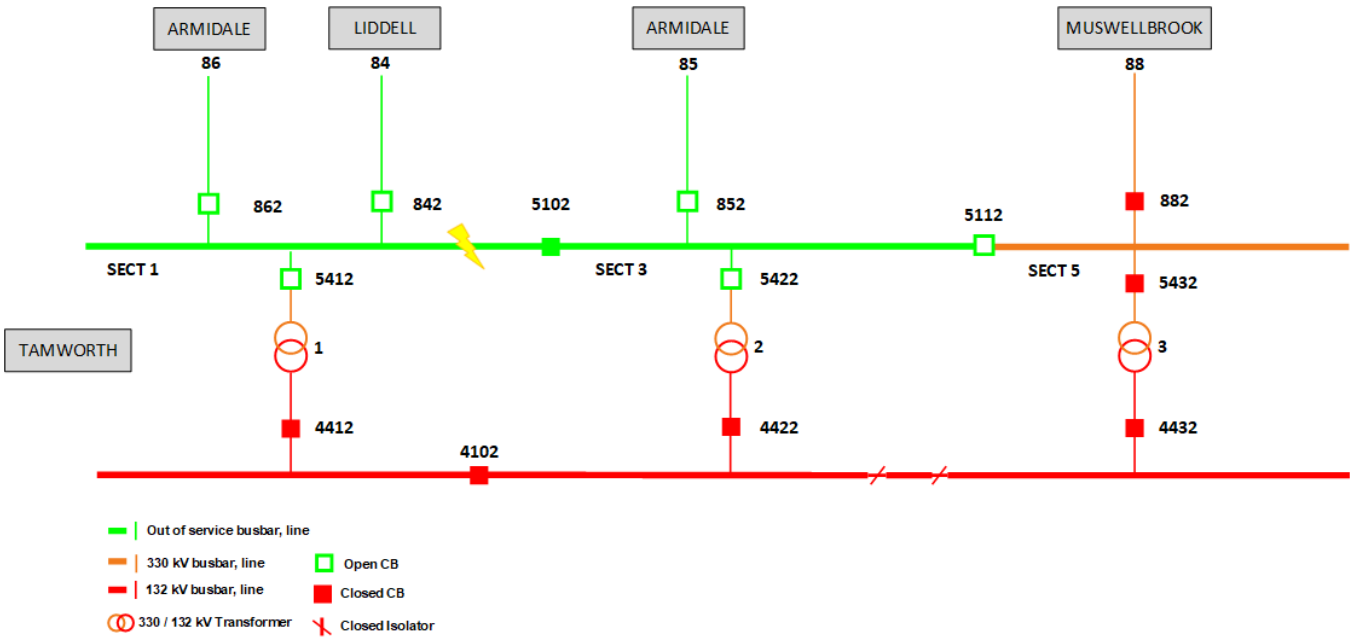 ARMIDALE LIDDELL ARMIDALE MUSWELLBROOK
86 84 85 88
862 842 5102 852 5112 882
SECT 1 SECT 3 SECT 5
5412 5422 5432
TAMWORTH 1 2 3
4412 4422 4432
4102
Out of service busbar, line
330 kV busbar, line Open CB
132 kV busbar, line Closed CB
330 / 132 kV Transformer Closed Isolator